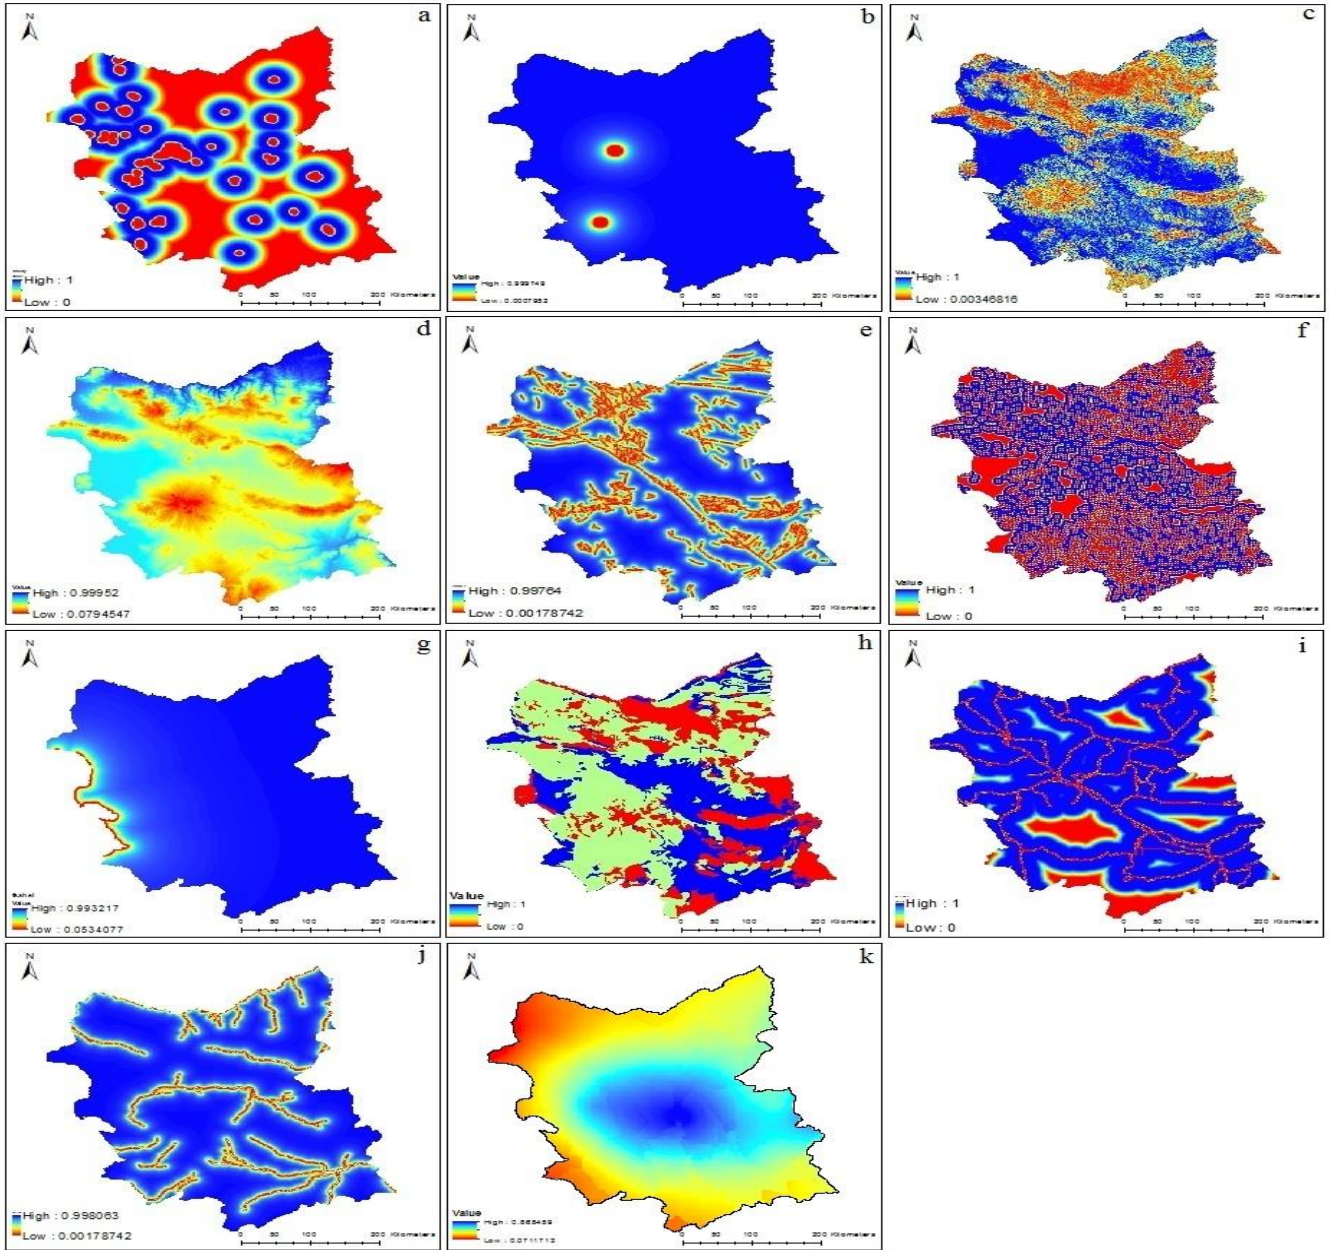 a
N
High : 1
Low : 0
0 50 100 200 Kilometers
b
N
Value
High : 0.999749
Low : 0.0007952
0 50 100 200 Kilometers
c
N
Value
High : 1
Low : 0.00346816
0 50 100 200 Kilometers
d
N
Value
High : 0.99952
Low : 0.0794547
0 50 100 200 Kilometers
e
N
High : 0.99764
Low : 0.00178742
0 50 100 200 Kilometers
f
N
Value
High : 1
Low : 0
0 50 100 200 Kilometers
g
N
Value
High : 0.993217
Low : 0.0534077
0 50 100 200 Kilometers
h
N
Value
High : 1
Low : 0
0 50 100 200 Kilometers
i
N
High : 1
Low : 0
0 50 100 200 Kilometers
j
N
High : 0.998063
Low : 0.00178742
0 50 100 200 Kilometers
k
N
Value
High :
Low :
0 50 100 200 Kilometers